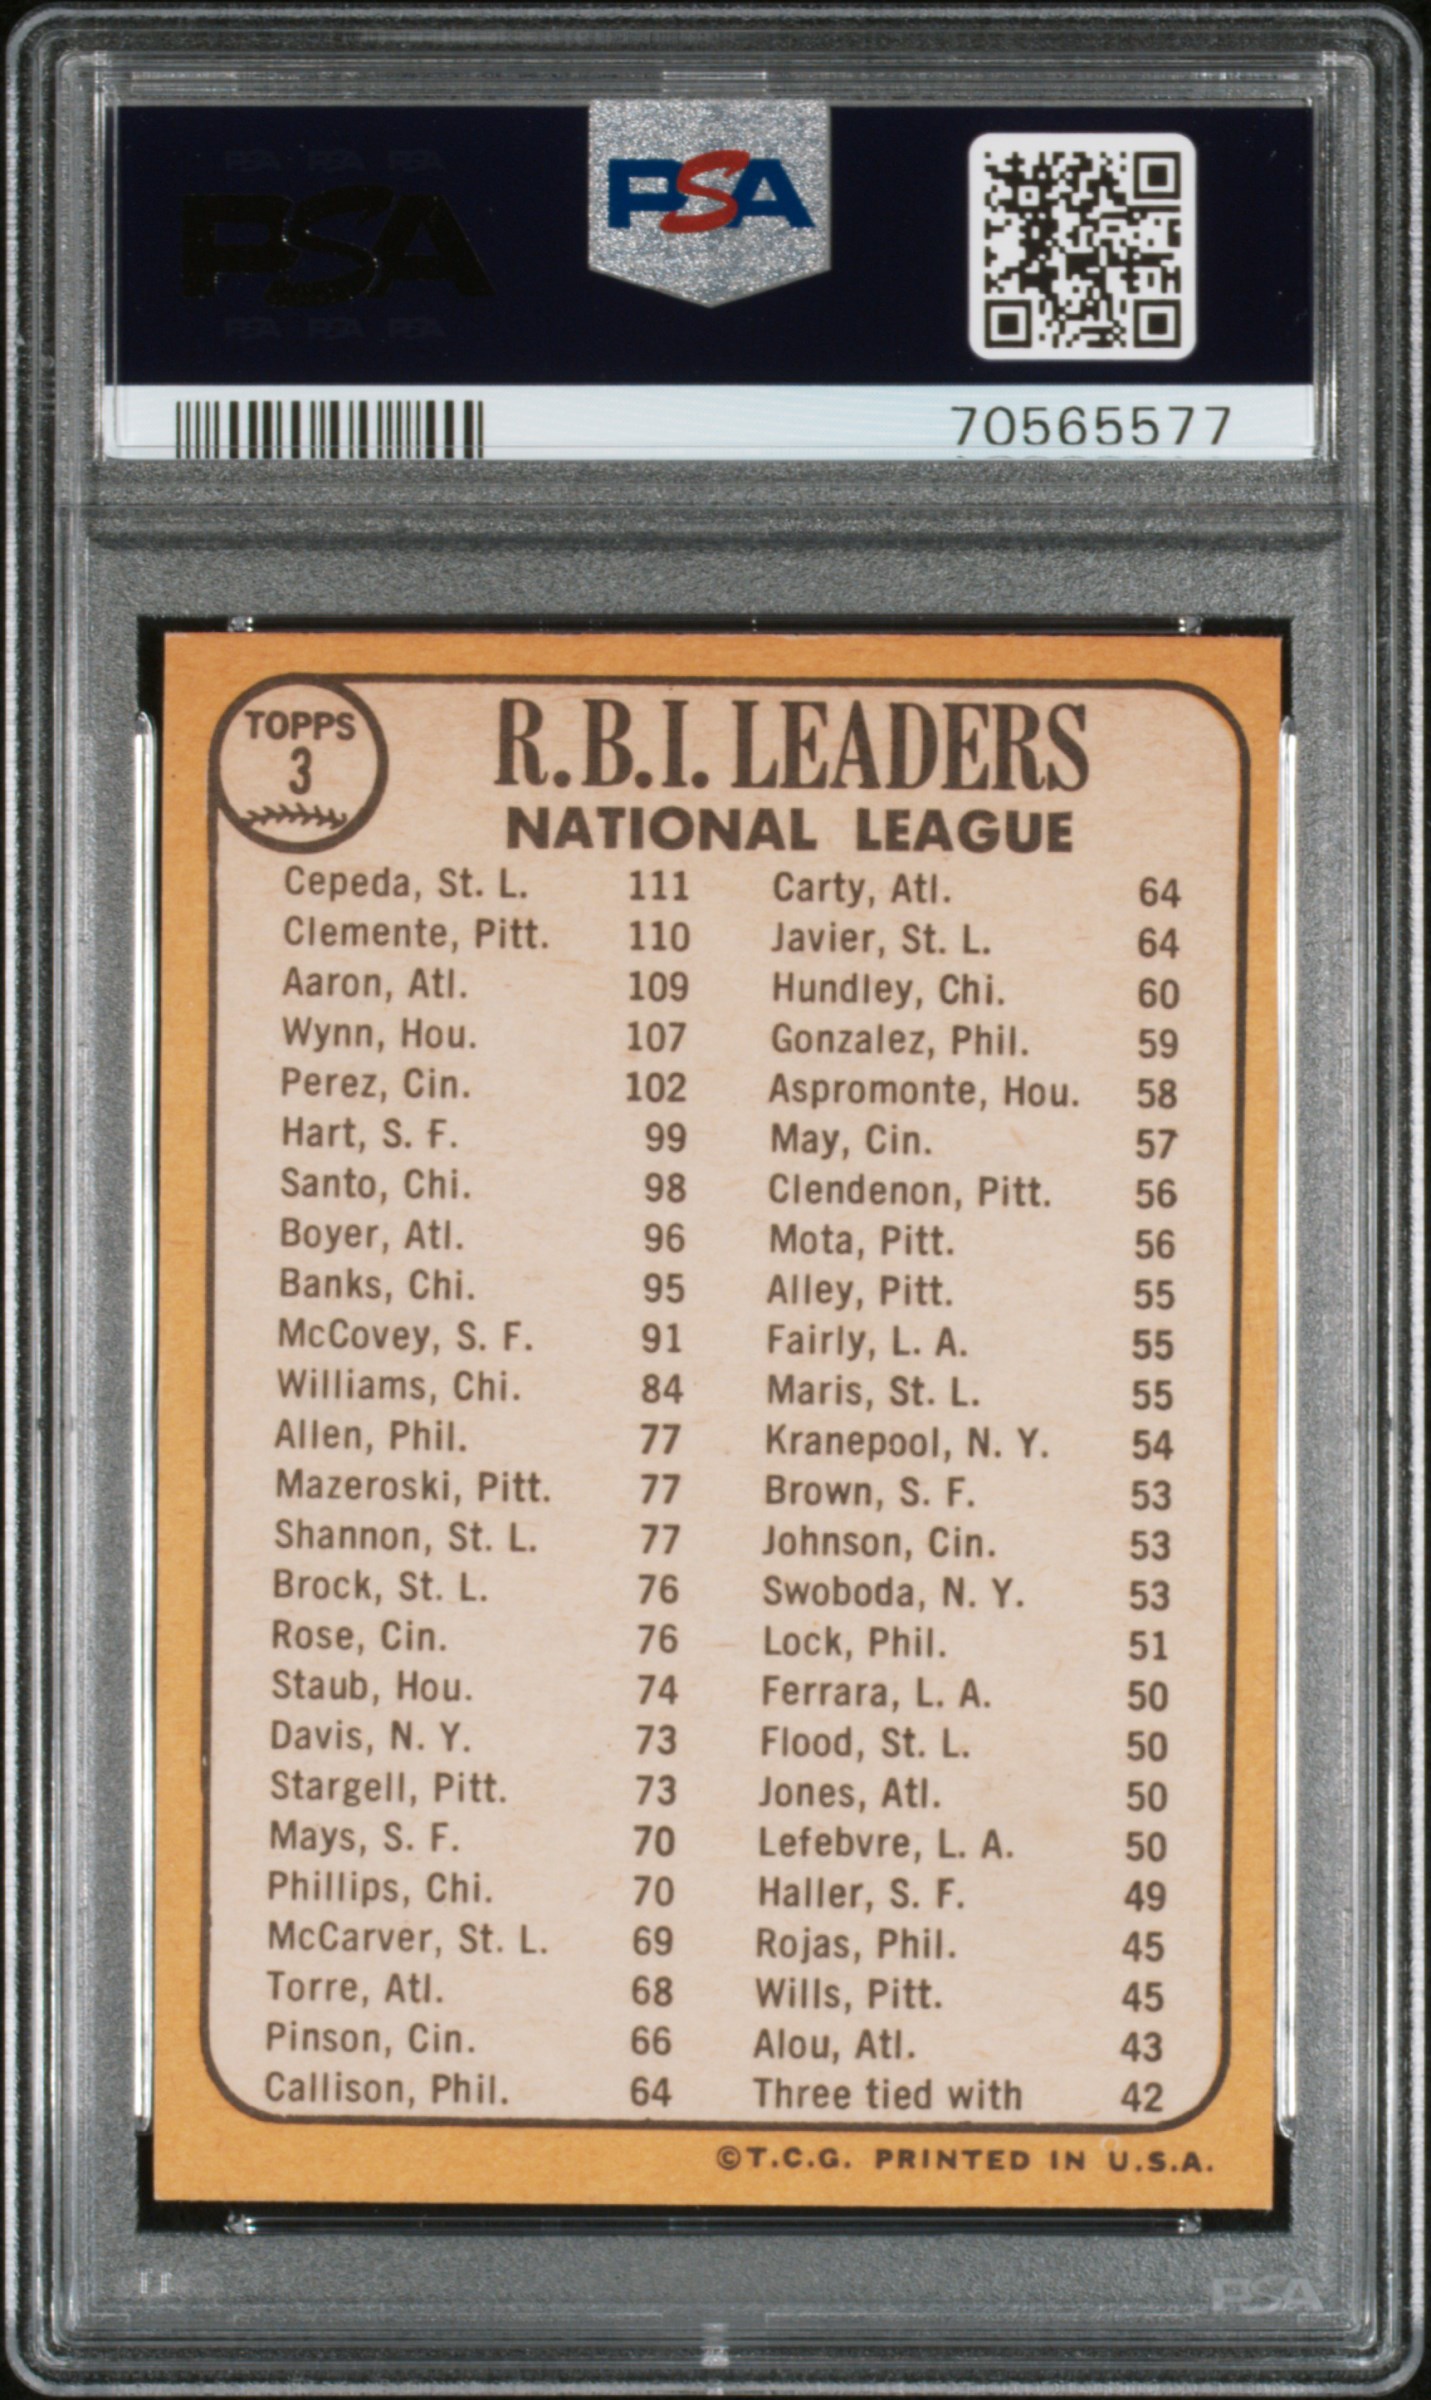 PSA PSA PSA
PSA
PSA PSA PSA
PSA
70565577
TOPPS
3
R.B.I. LEADERS
NATIONAL LEAGUE
Cepeda, St. L. 111
Clemente, Pitt. 110
Aaron, Atl. 109
Wynn, Hou. 107
Perez, Cin. 102
Hart, S. F. 99
Santo, Chi. 98
Boyer, Atl. 96
Banks, Chi. 95
McCovey, S. F. 91
Williams, Chi. 84
Allen, Phil. 77
Mazeroski, Pitt. 77
Shannon, St. L. 77
Brock, St. L. 76
Rose, Cin. 76
Staub, Hou. 74
Davis, N. Y. 73
Stargell, Pitt. 73
Mays, S. F. 70
Phillips, Chi. 70
McCarver, St. L. 69
Torre, Atl. 68
Pinson, Cin. 66
Callison, Phil. 64
Carty, Atl. 64
Javier, St. L. 64
Hundley, Chi. 60
Gonzalez, Phil. 59
Aspromonte, Hou. 58
May, Cin. 57
Clendenon, Pitt. 56
Mota, Pitt. 56
Alley, Pitt. 55
Fairly, L. A. 55
Maris, St. L. 55
Kranepool, N. Y. 54
Brown, S. F. 53
Johnson, Cin. 53
Swoboda, N. Y. 53
Lock, Phil. 51
Ferrara, L. A. 50
Flood, St. L. 50
Jones, Atl. 50
Lefebvre, L. A. 50
Haller, S. F. 49
Rojas, Phil. 45
Wills, Pitt. 45
Alou, Atl. 43
Three tied with 42
©T.C.G. PRINTED IN U.S.A.
PSA